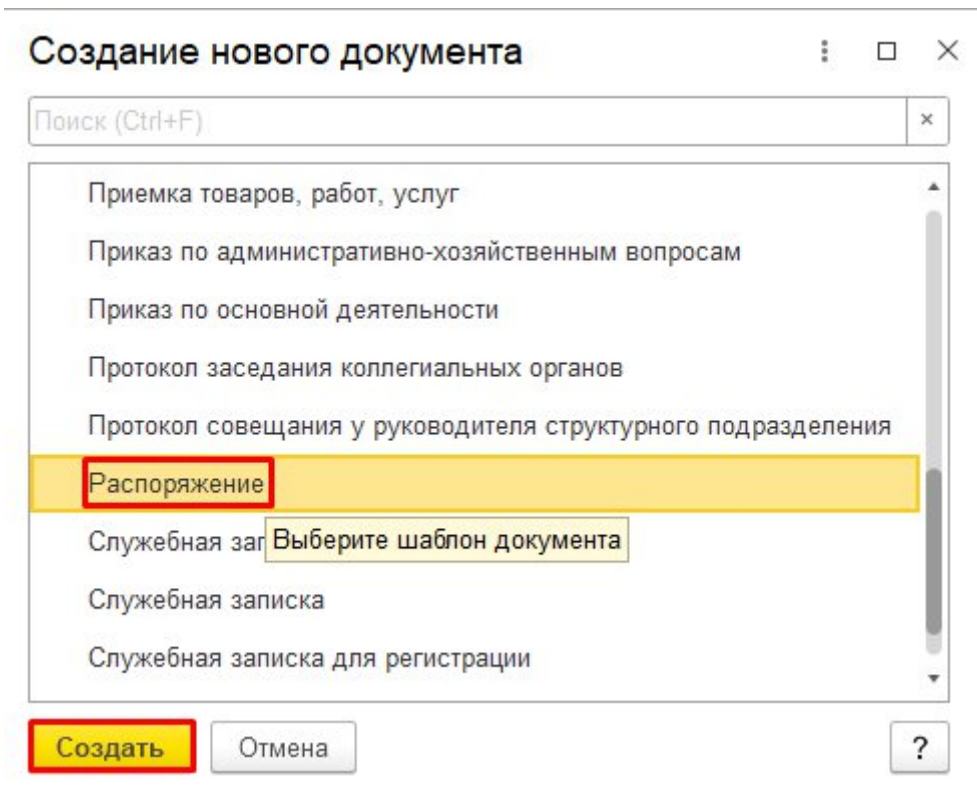 Создание нового документа
Поиск (Ctrl+F)
Приемка товаров, работ, услуг
Приказ по административно-хозяйственным вопросам
Приказ по основной деятельности
Протокол заседания коллегиальных органов
Протокол совещания у руководителя структурного подразделения
Распоряжение
Служебная зап
Выберите шаблон документа
Служебная записка
Служебная записка для регистрации
Создать
Отмена
?